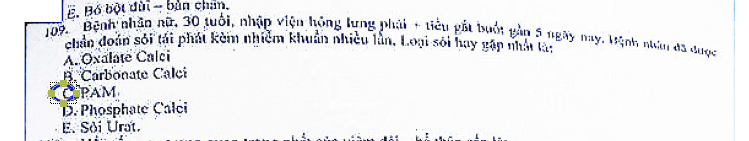 E. Bó bột đùi – bàn chân.
109. Bệnh nhân nữ, 30 tuổi, nhập viện hông lưng phải + tiểu gắt buốt gần 5 ngày nay. Bệnh nhân đã được
chẩn đoán sỏi tái phát kèm nhiễm khuẩn nhiều lần. Loại sỏi hay gặp nhất là:
A. Oxalate Calci
B. Carbonate Calci
C. PAM
D. Phosphate Calci
E. Sỏi Urat.